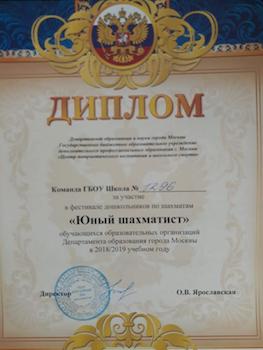 ДИПЛОМ
Департамент образования и науки города Москвы
Государственное бюджетное образовательное учреждение
дополнительного профессионального образования г. Москвы
«Центр патриотического воспитания и школьного спорта»
Команда ГБОУ Школа № 1296
за участие
в фестивале дошкольников по шахматам
«Юный шахматист»
обучающихся образовательных организаций
Департамента образования города Москвы
в 2018/2019 учебном году
Директор О.В. Ярославская